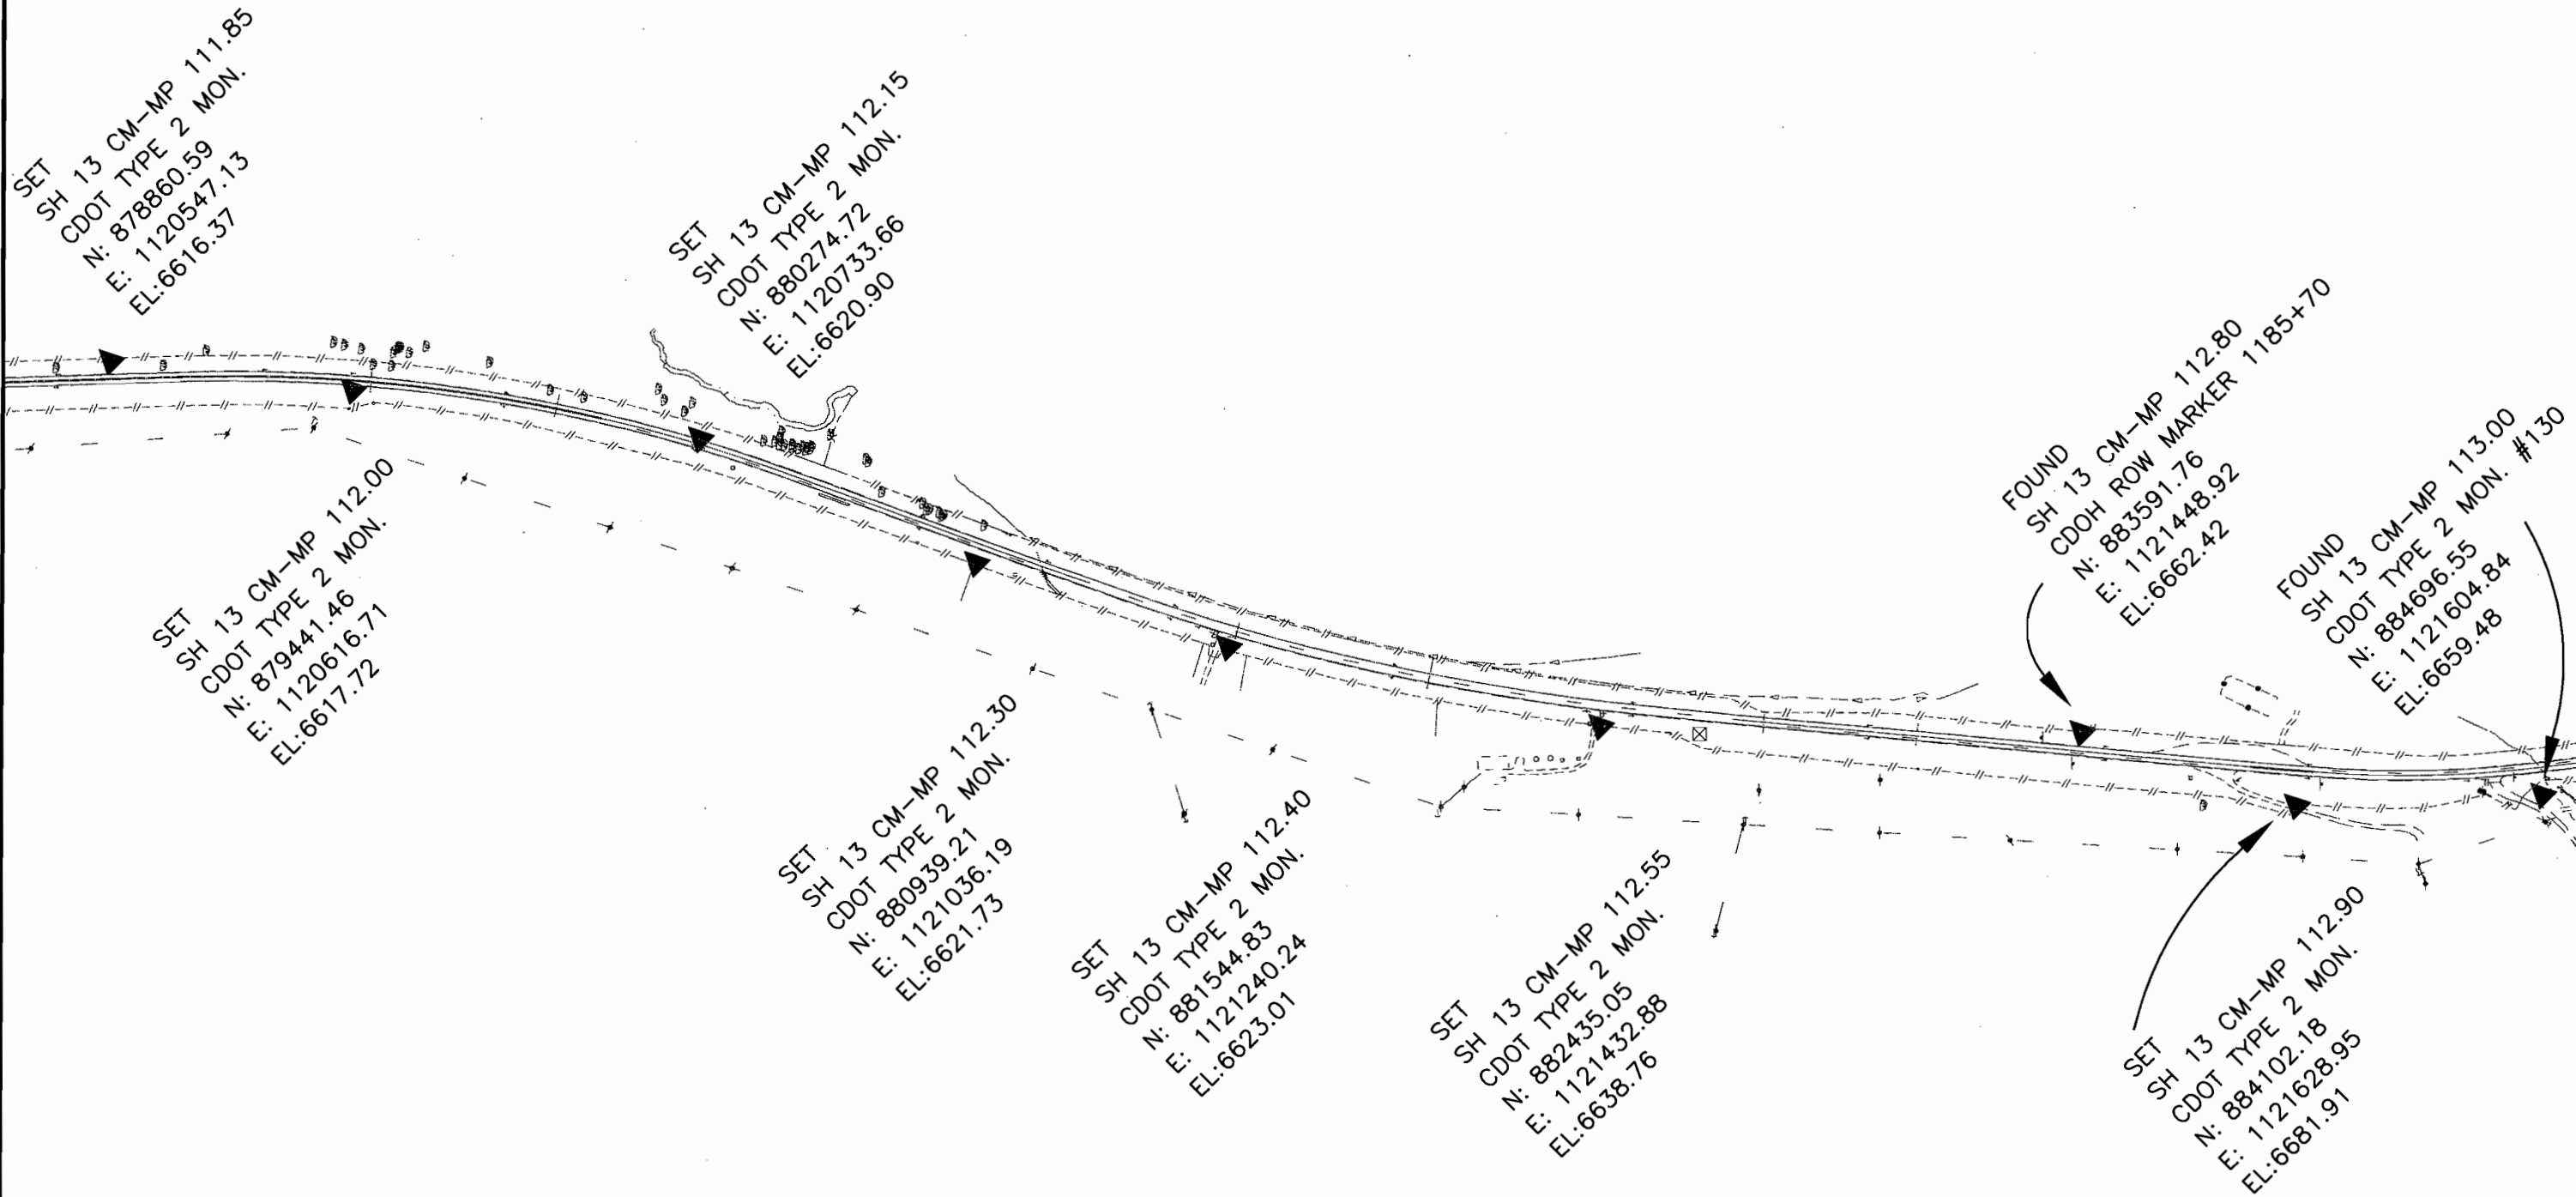 SET
SH 13 CM-MP 111.85
CDOT TYPE 2 MON.
N: 878860.59
E: 1120547.13
EL:6616.37
SET
SH 13 CM-MP 112.00
CDOT TYPE 2 MON.
N: 879441.46
E: 1120616.71
EL:6617.72
SET
SH 13 CM-MP 112.15
CDOT TYPE 2 MON.
N: 880274.72
E: 1120733.66
EL:6620.90
SET
SH 13 CM-MP 112.30
CDOT TYPE 2 MON.
N: 880939.21
E: 1121036.19
EL:6621.73
SET
SH 13 CM-MP 112.40
CDOT TYPE 2 MON.
N: 881544.83
E: 1121240.24
EL:6623.01
SET
SH 13 CM-MP 112.55
CDOT TYPE 2 MON.
N: 882435.05
E: 1121432.88
EL:6638.76
FOUND
SH 13 CM-MP 112.80
CDOH ROW MARKER 1185+70
N: 883591.76
E: 1121448.92
EL:6662.42
SET
SH 13 CM-MP 112.90
CDOT TYPE 2 MON.
N: 884102.18
E: 1121628.95
EL:6681.91
FOUND
SH 13 CM-MP 113.00
CDOT TYPE 2 MON. #130
N: 884696.55
E: 1121604.84
EL:6659.48